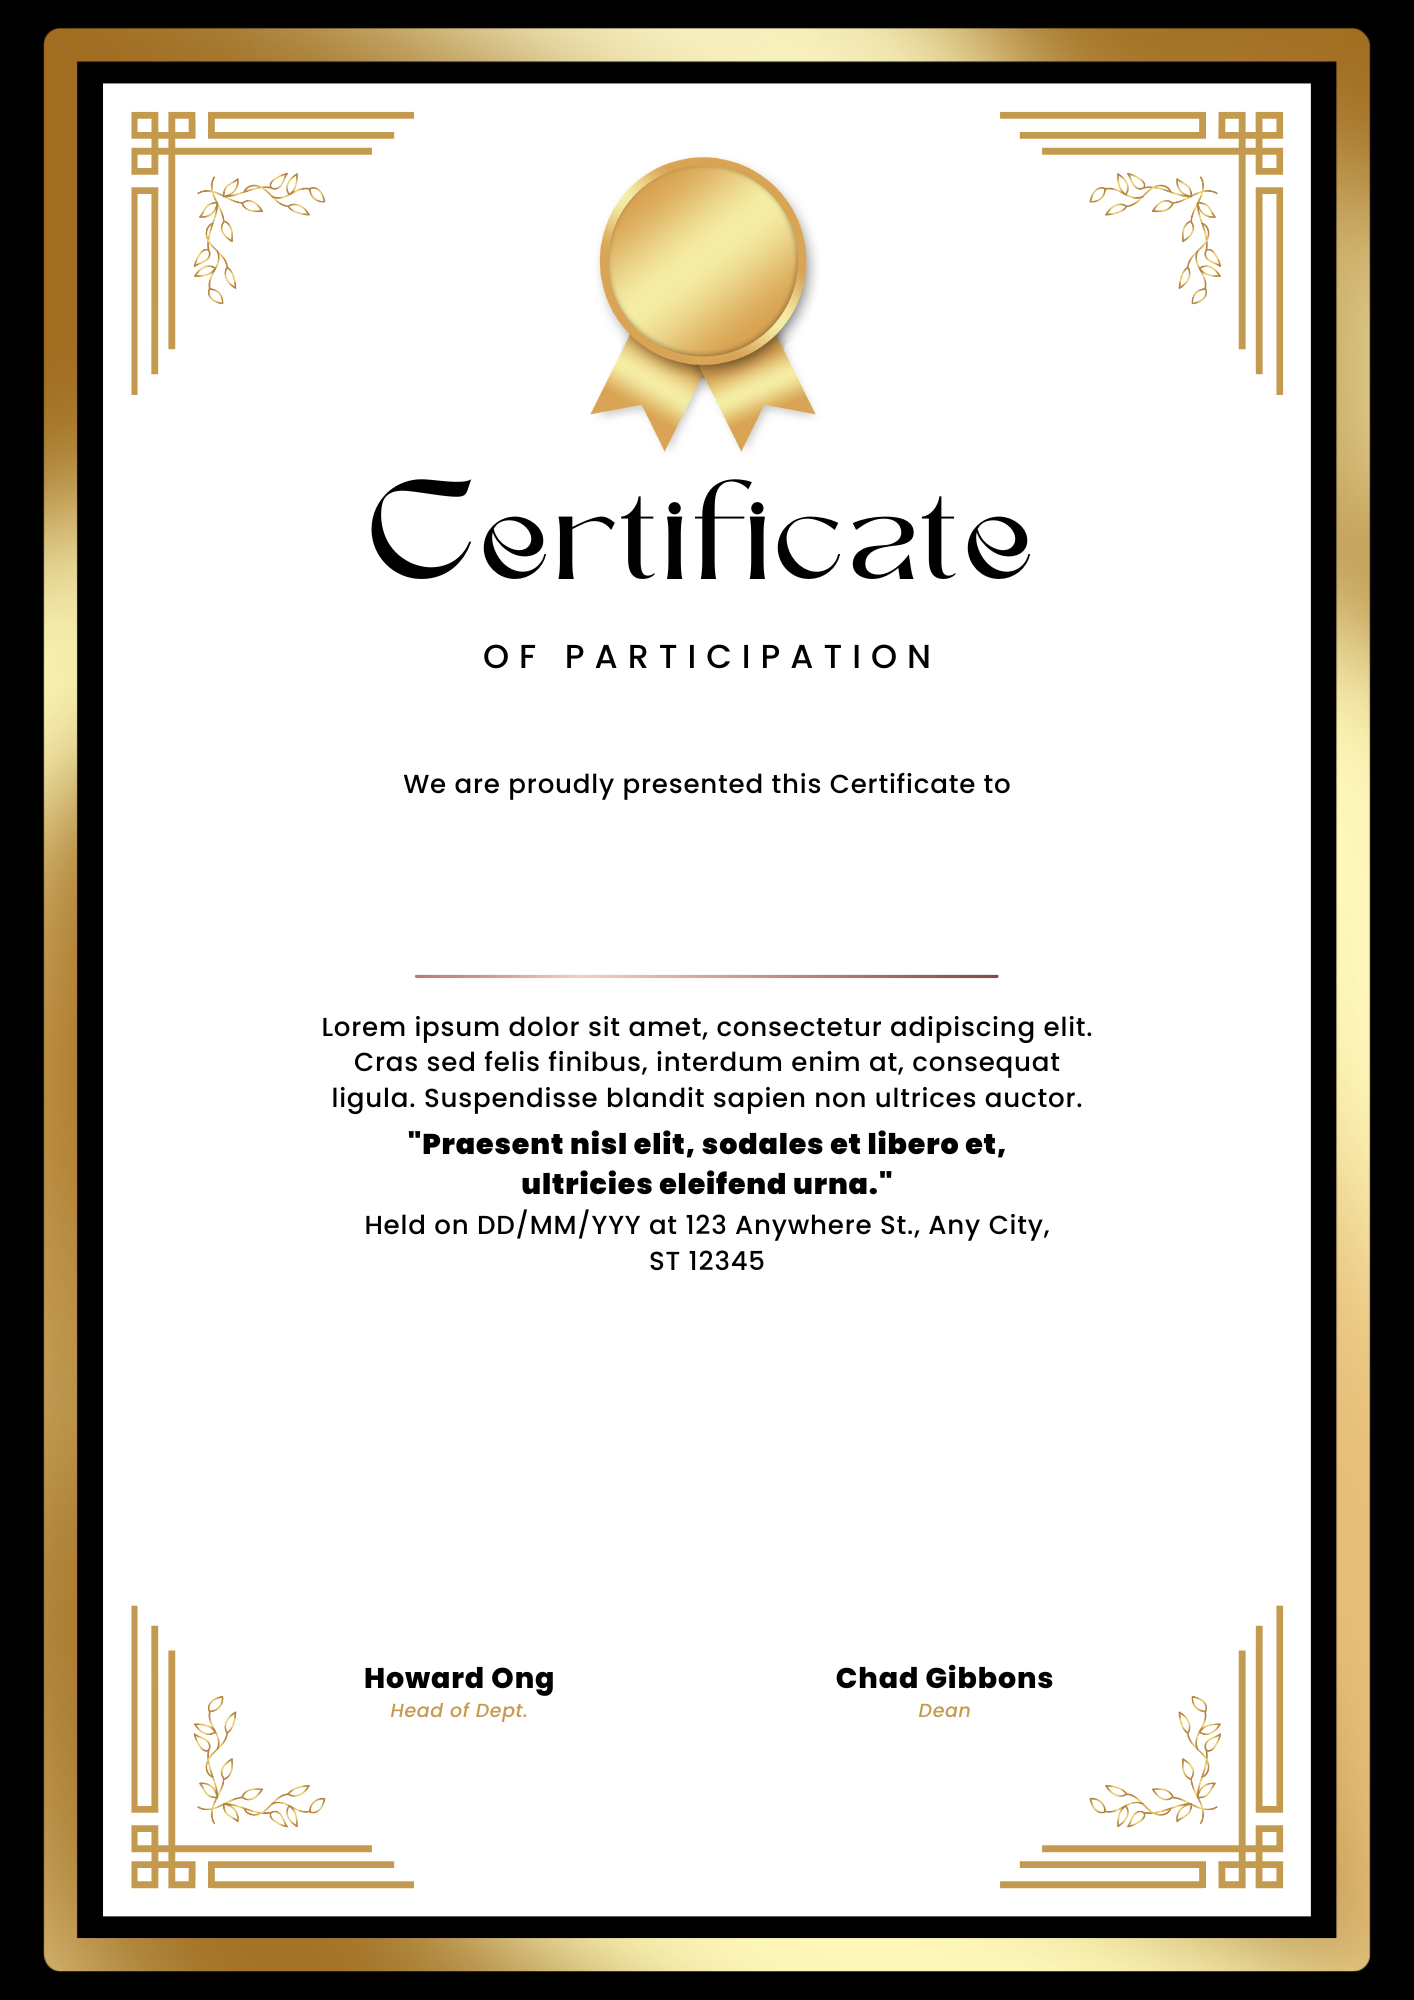 Certificate
OF PARTICIPATION
We are proudly presented this Certificate to
Lorem ipsum dolor sit amet, consectetur adipiscing elit.
Cras sed felis finibus, interdum enim at, consequat
ligula. Suspendisse blandit sapien non ultrices auctor.
"Praesent nisl elit, sodales et libero et,
ultricies eleifend urna."
Held on DD/MM/YYY at 123 Anywhere St., Any City,
ST 12345
Howard Ong
Head of Dept.
Chad Gibbons
Dean